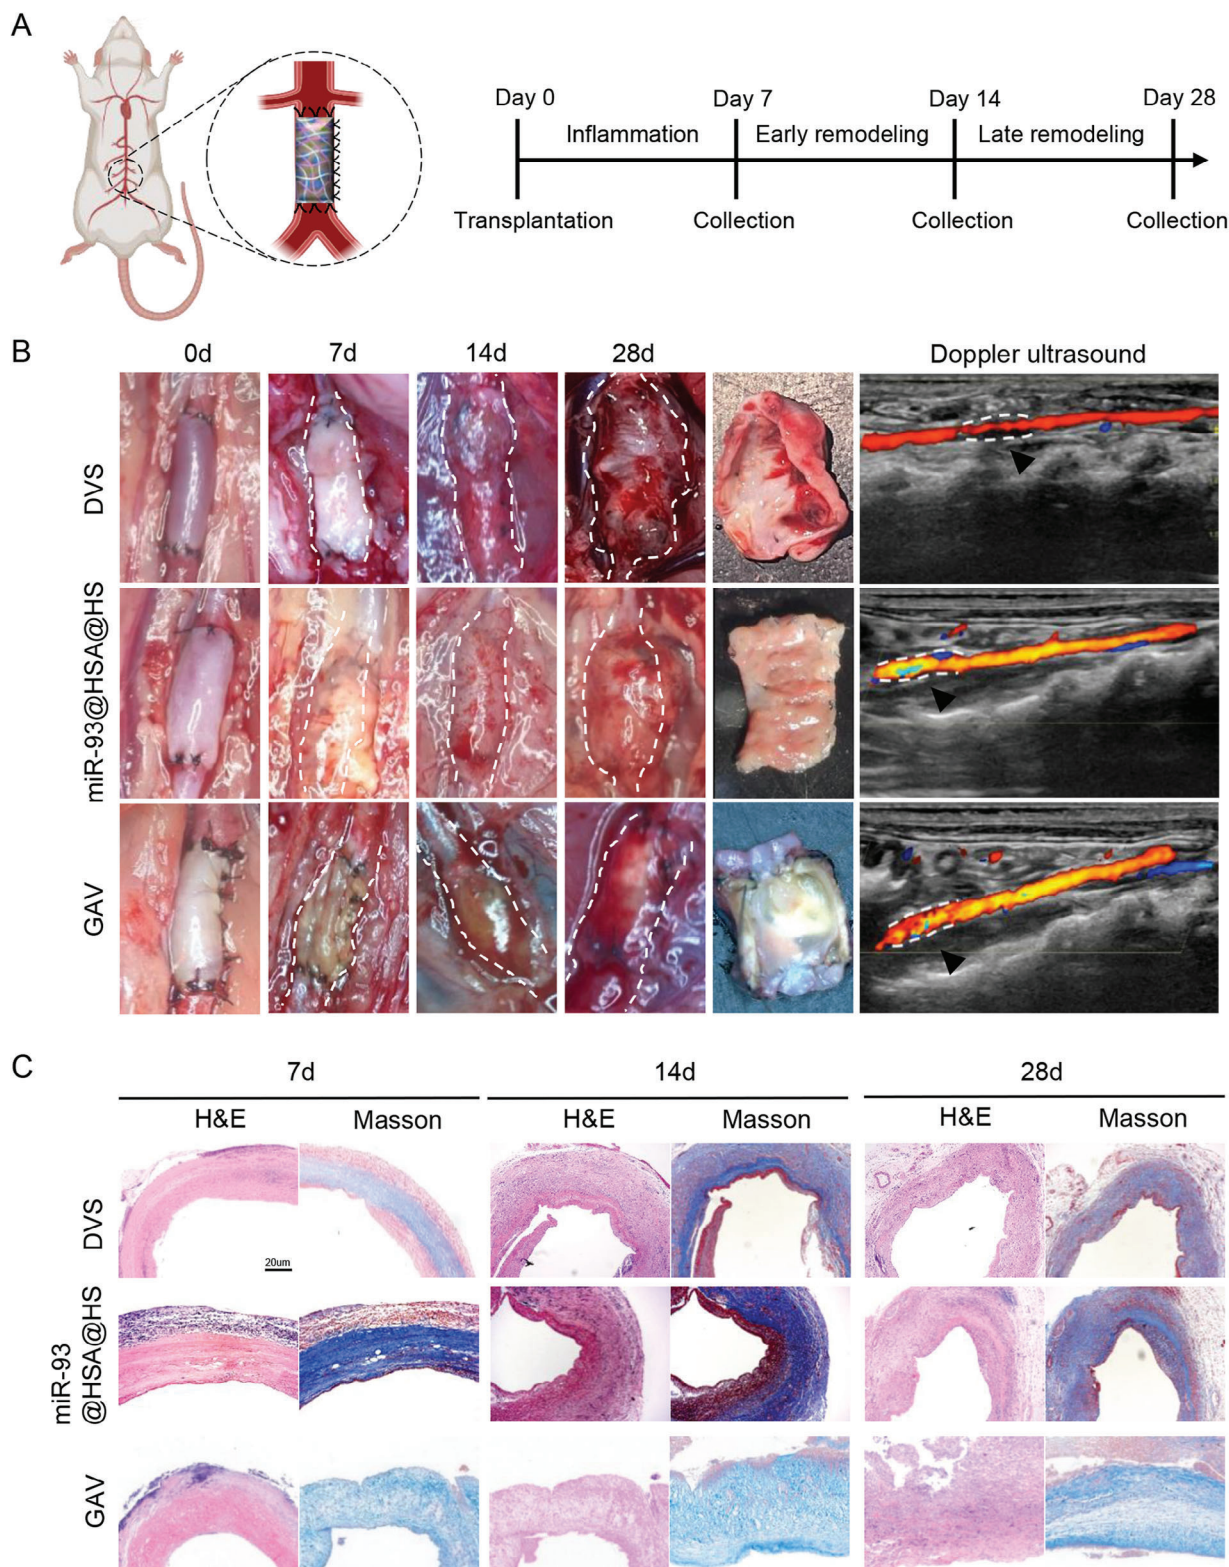 A
Day 0
Day 7
Day 14
Day 28
Inflammation
Early remodeling
Late remodeling
Transplantation
Collection
Collection
Collection
B
0d
7d
14d
28d
Doppler ultrasound
DVS
miR-93@HSA@HS
GAV
C
7d
14d
28d
H&E
Masson
H&E
Masson
H&E
Masson
DVS
20um
miR-93
@HSA@HS
GAV